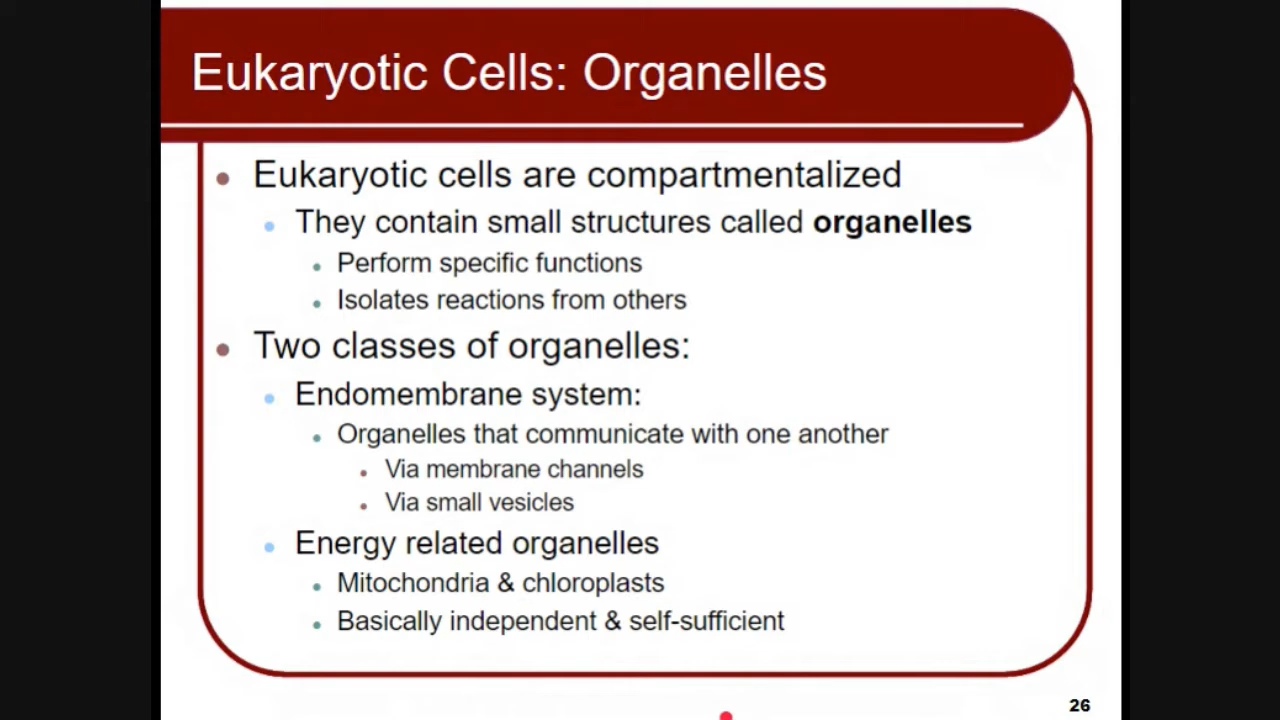 Eukaryotic Cells: Organelles
Eukaryotic cells are compartmentalized
They contain small structures called organelles
Perform specific functions
Isolates reactions from others
Two classes of organelles:
Endomembrane system:
Organelles that communicate with one another
Via membrane channels
Via small vesicles
Energy related organelles
Mitochondria & chloroplasts
Basically independent & self-sufficient
26